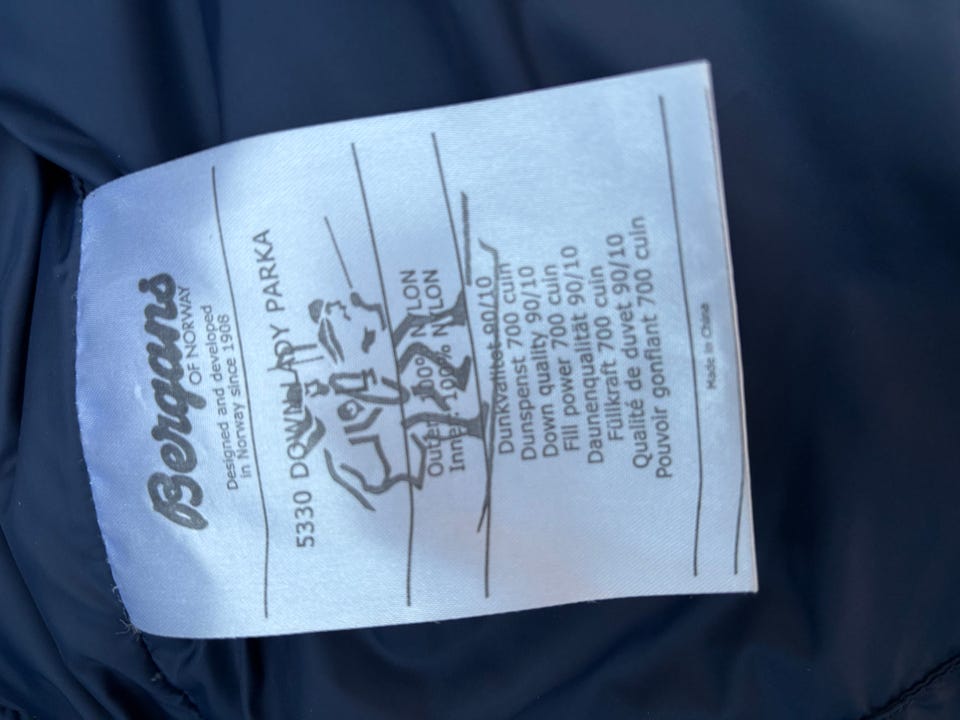 Bergans
OF NORWAY
Designed and developed
in Norway since 1908
5330 DOWN LADY PARKA
Outer: 100% NYLON
Inner: 100% NYLON
Dunkvalitet 90/10
Dunspenst 700 cuin
Down quality 90/10
Fill power 700 cuin
Daunenqualität 90/10
Füllkraft 700 cuin
Qualité de duvet 90/10
Pouvoir gonflant 700 cuin
Made in China